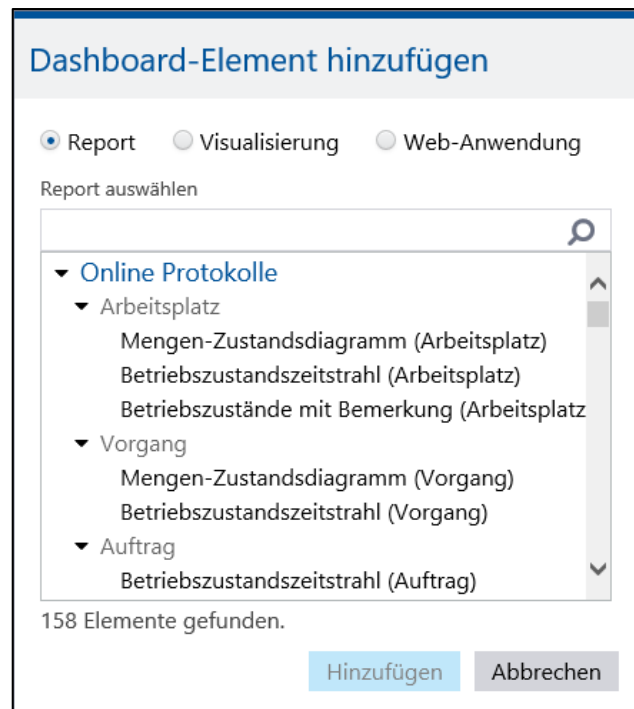 Dashboard-Element hinzufügen
Report Visualisierung Web-Anwendung
Report auswählen
Online Protokolle
Arbeitsplatz
Mengen-Zustandsdiagramm (Arbeitsplatz)
Betriebszustandszeitstrahl (Arbeitsplatz)
Betriebszustände mit Bemerkung (Arbeitsplatz
Vorgang
Mengen-Zustandsdiagramm (Vorgang)
Betriebszustandszeitstrahl (Vorgang)
Auftrag
Betriebszustandszeitstrahl (Auftrag)
158 Elemente gefunden.
Hinzufügen Abbrechen